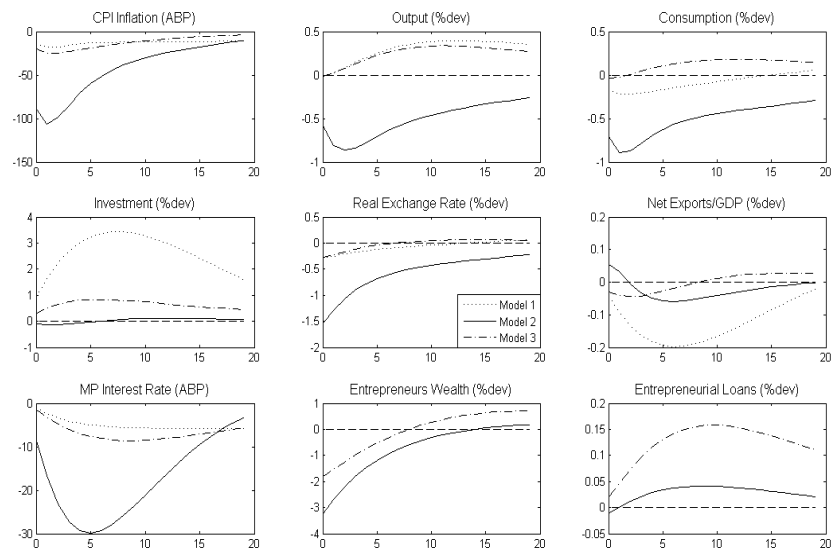 CPI Inflation (ABP)
0
-50
-100
-150
0 5 10 15 20
Output (%dev)
0.5
0
-0.5
-1
0 5 10 15 20
Consumption (%dev)
0.5
0
-0.5
-1
0 5 10 15 20
Investment (%dev)
4
3
2
1
0
-1
0 5 10 15 20
Real Exchange Rate (%dev)
0.5
0
-0.5
-1
-1.5
-2
0 5 10 15 20
Model 1
Model 2
Model 3
Net Exports/GDP (%dev)
0.2
0.1
0
-0.1
-0.2
0 5 10 15 20
MP Interest Rate (ABP)
0
-10
-20
-30
0 5 10 15 20
Entrepreneurs Wealth (%dev)
1
0
-1
-2
-3
-4
0 5 10 15 20
Entrepreneurial Loans (%dev)
0.2
0.15
0.1
0.05
0
-0.05
0 5 10 15 20